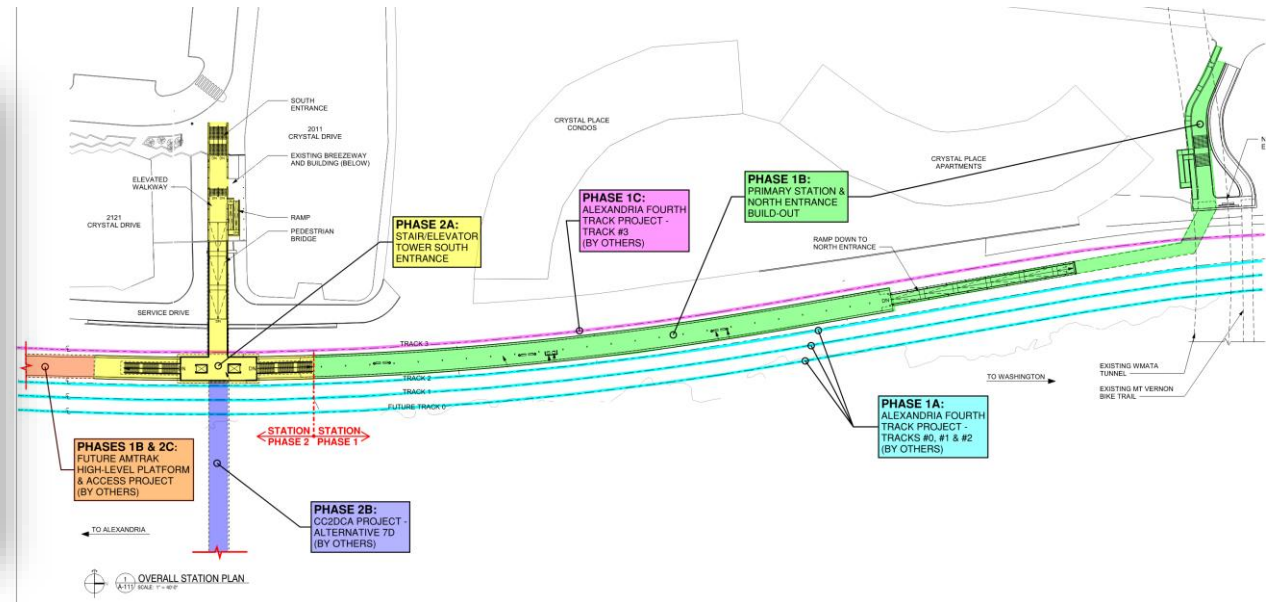 SOUTH
ENTRANCE
2011
CRYSTAL DRIVE
EXISTING BREEZEWAY
AND BUILDING (BELOW)
ELEVATED
WALKWAY
2121
CRYSTAL DRIVE
RAMP
PEDESTRIAN
BRIDGE
SERVICE DRIVE
PHASE 2A:
STAIR/ELEVATOR
TOWER SOUTH
ENTRANCE
CRYSTAL PLACE
CONDOS
PHASE 1C:
ALEXANDRIA FOURTH
TRACK PROJECT -
TRACK #3
(BY OTHERS)
PHASE 1B:
PRIMARY STATION &
NORTH ENTRANCE
BUILD-OUT
CRYSTAL PLACE
APARTMENTS
RAMP DOWN TO
NORTH ENTRANCE
TRACK 3
TRACK 2
TRACK 1
FUTURE TRACK 0
STATION
PHASE 2
STATION
PHASE 1
TO WASHINGTON
EXISTING WMATA
TUNNEL
EXISTING MT VERNON
BIKE TRAIL
PHASE 1A:
ALEXANDRIA FOURTH
TRACK PROJECT -
TRACKS #0, #1 & #2
(BY OTHERS)
PHASES 1B & 2C:
FUTURE AMTRAK
HIGH-LEVEL PLATFORM
& ACCESS PROJECT
(BY OTHERS)
PHASE 2B:
CC2DCA PROJECT -
ALTERNATIVE 7D
(BY OTHERS)
TO ALEXANDRIA
1
A-111
OVERALL STATION PLAN
SCALE: 1" = 40'-0"